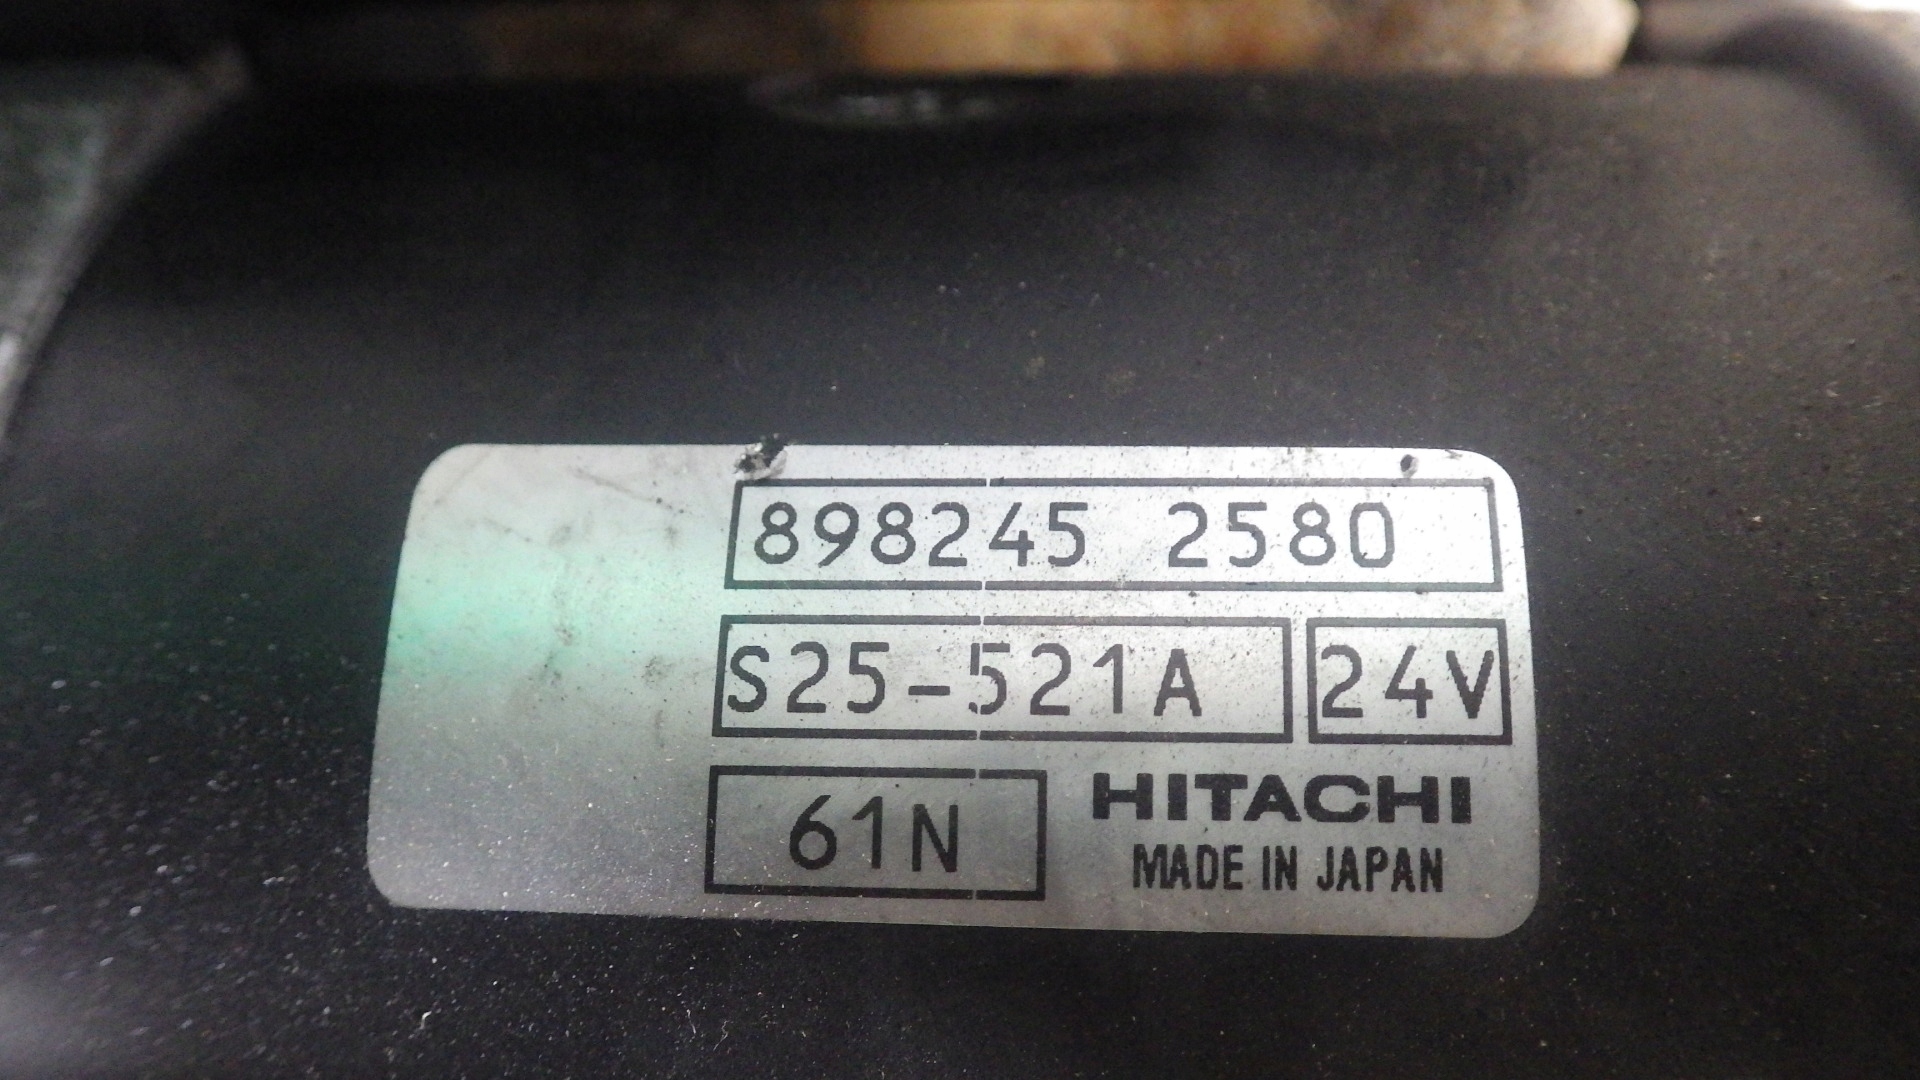 898245 2580
S25-521A 24V
61N HITACHI
MADE IN JAPAN